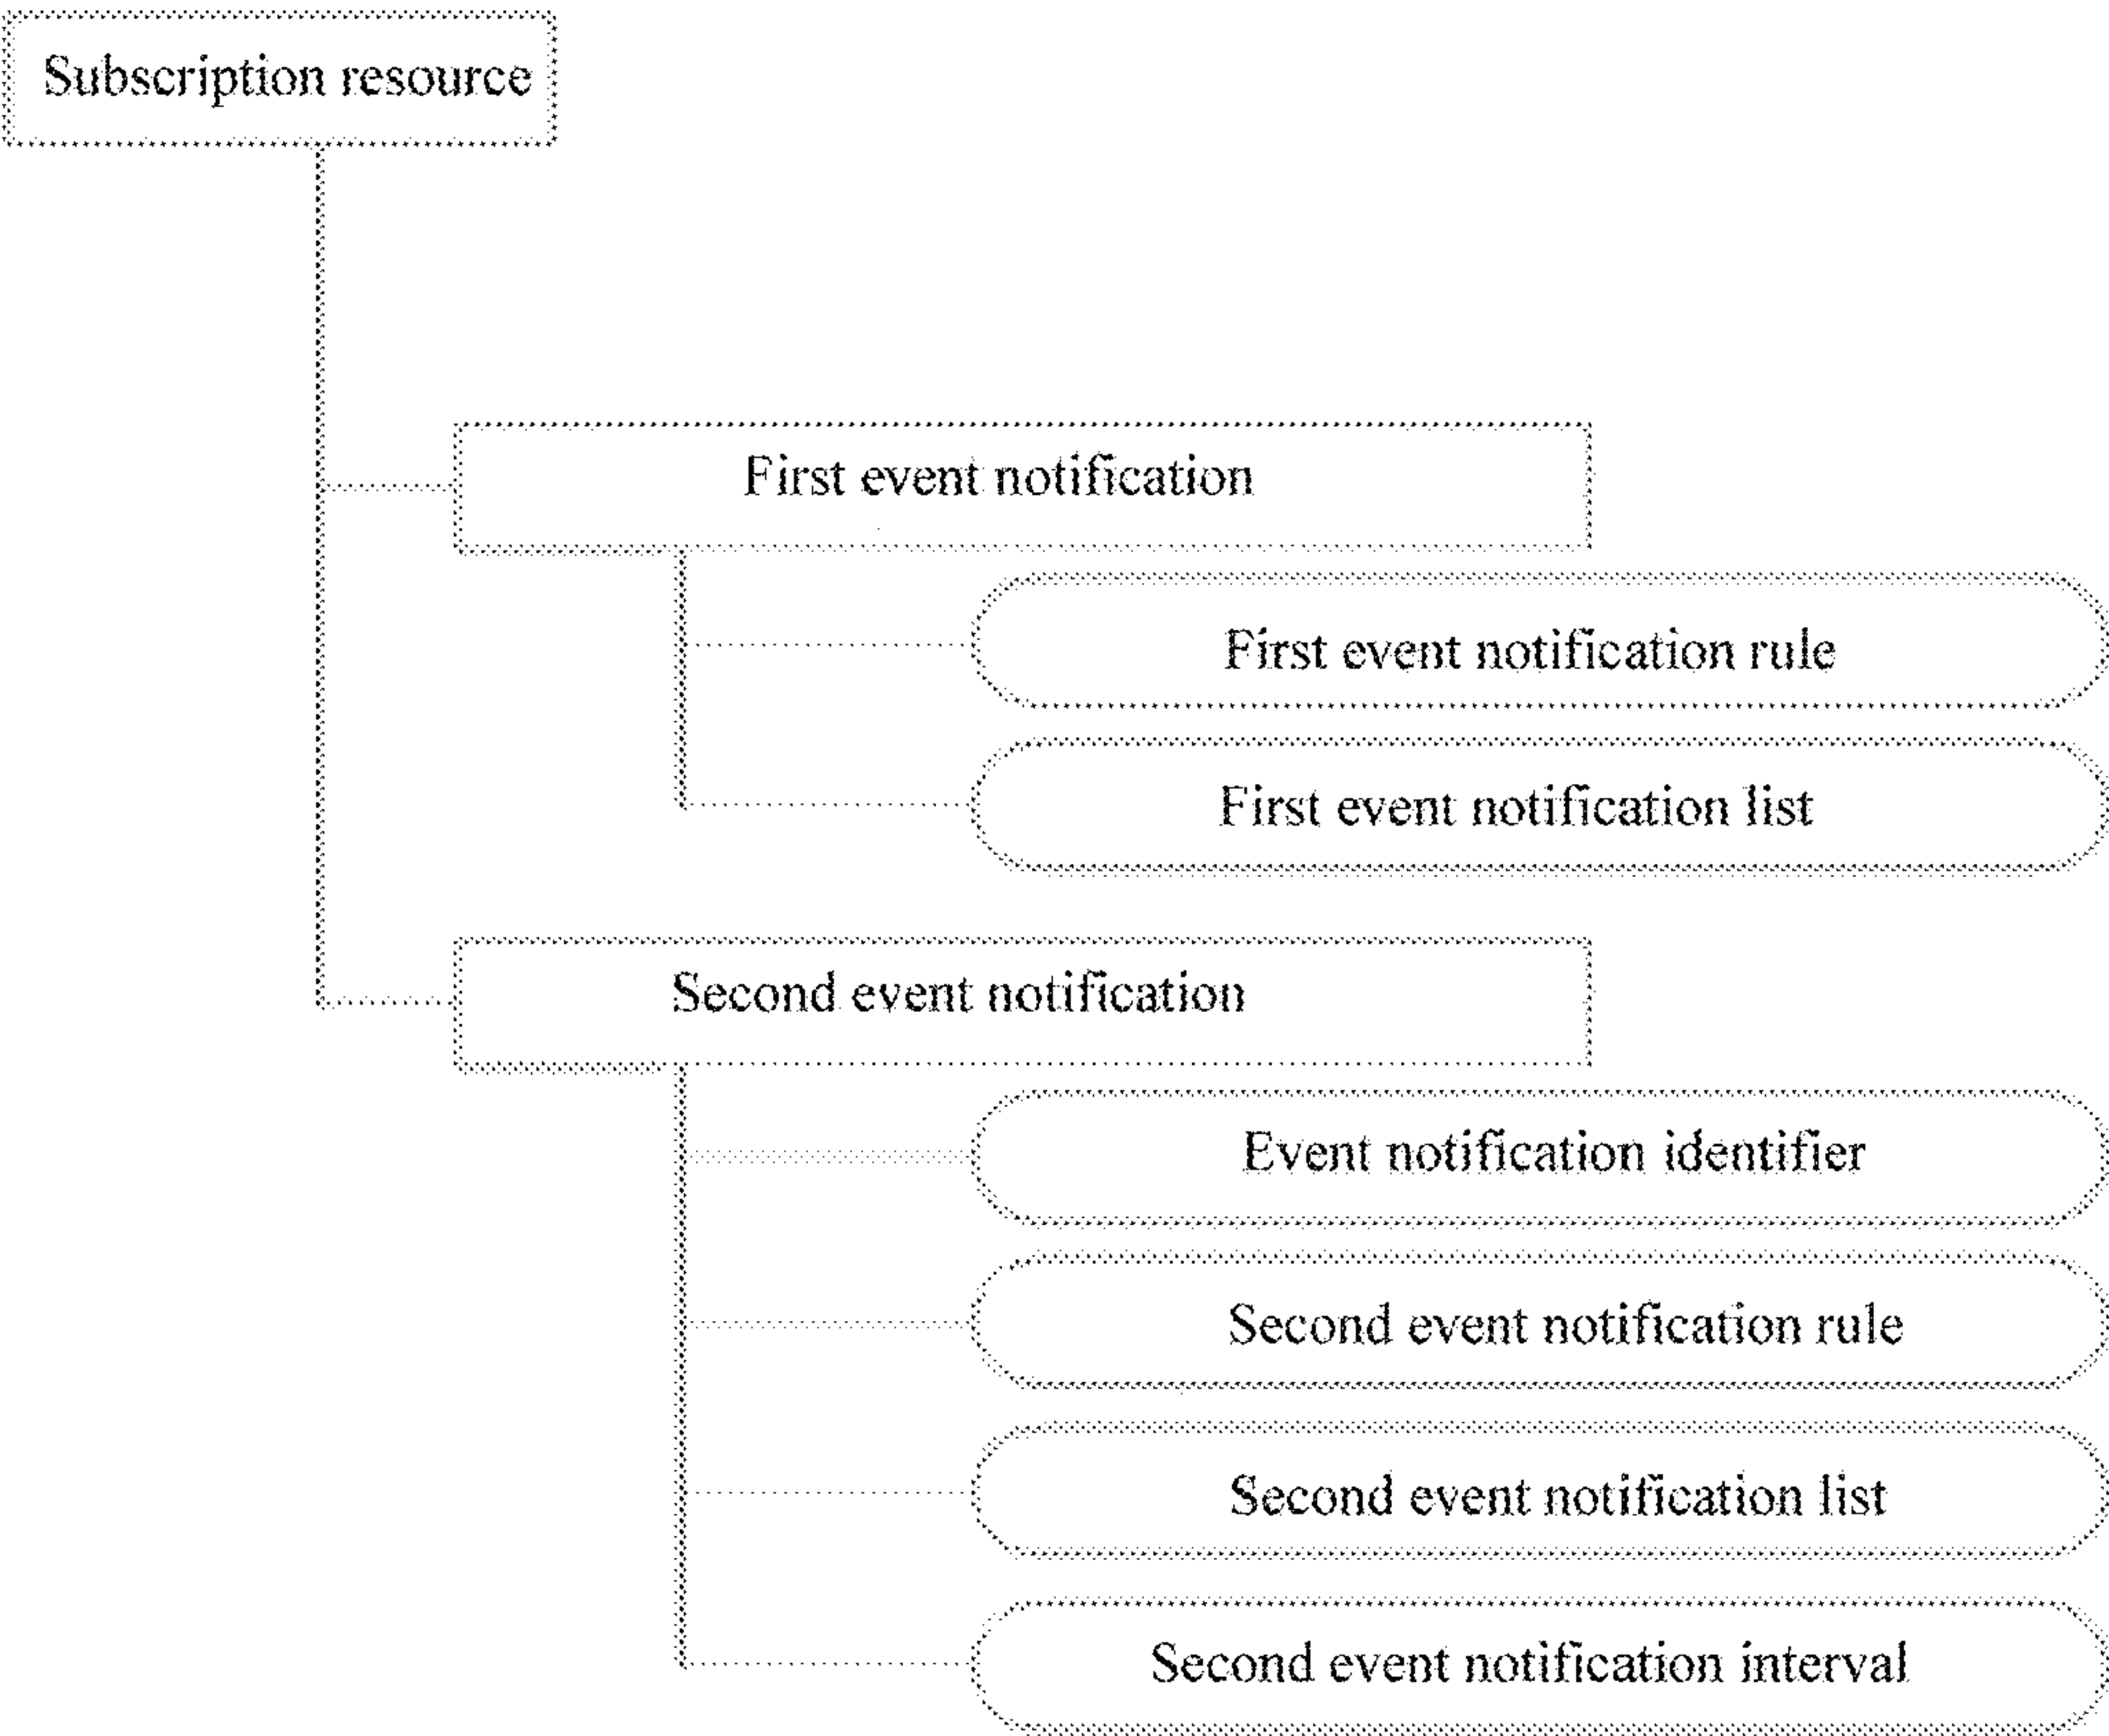 Subscription resource
First event notification
First event notification rule
First event notification list
Second event notification
Event notification identifier
Second event notification rule
Second event notification list
Second event notification interval